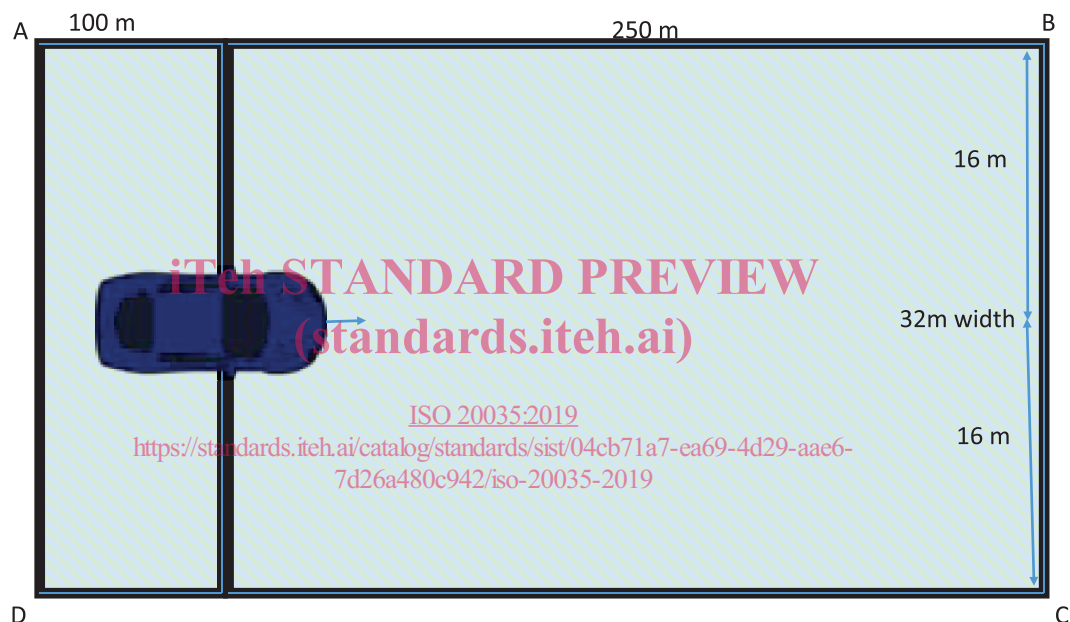 A
100 m
250 m
B
16 m
iTeh STANDARD PREVIEW
32m width
(standards.iteh.ai)
ISO 20035:2019
16 m
https://standards.iteh.ai/catalog/standards/sist/04cb71a7-ea69-4d29-aae6-
7d26a480c942/iso-20035-2019
D
C